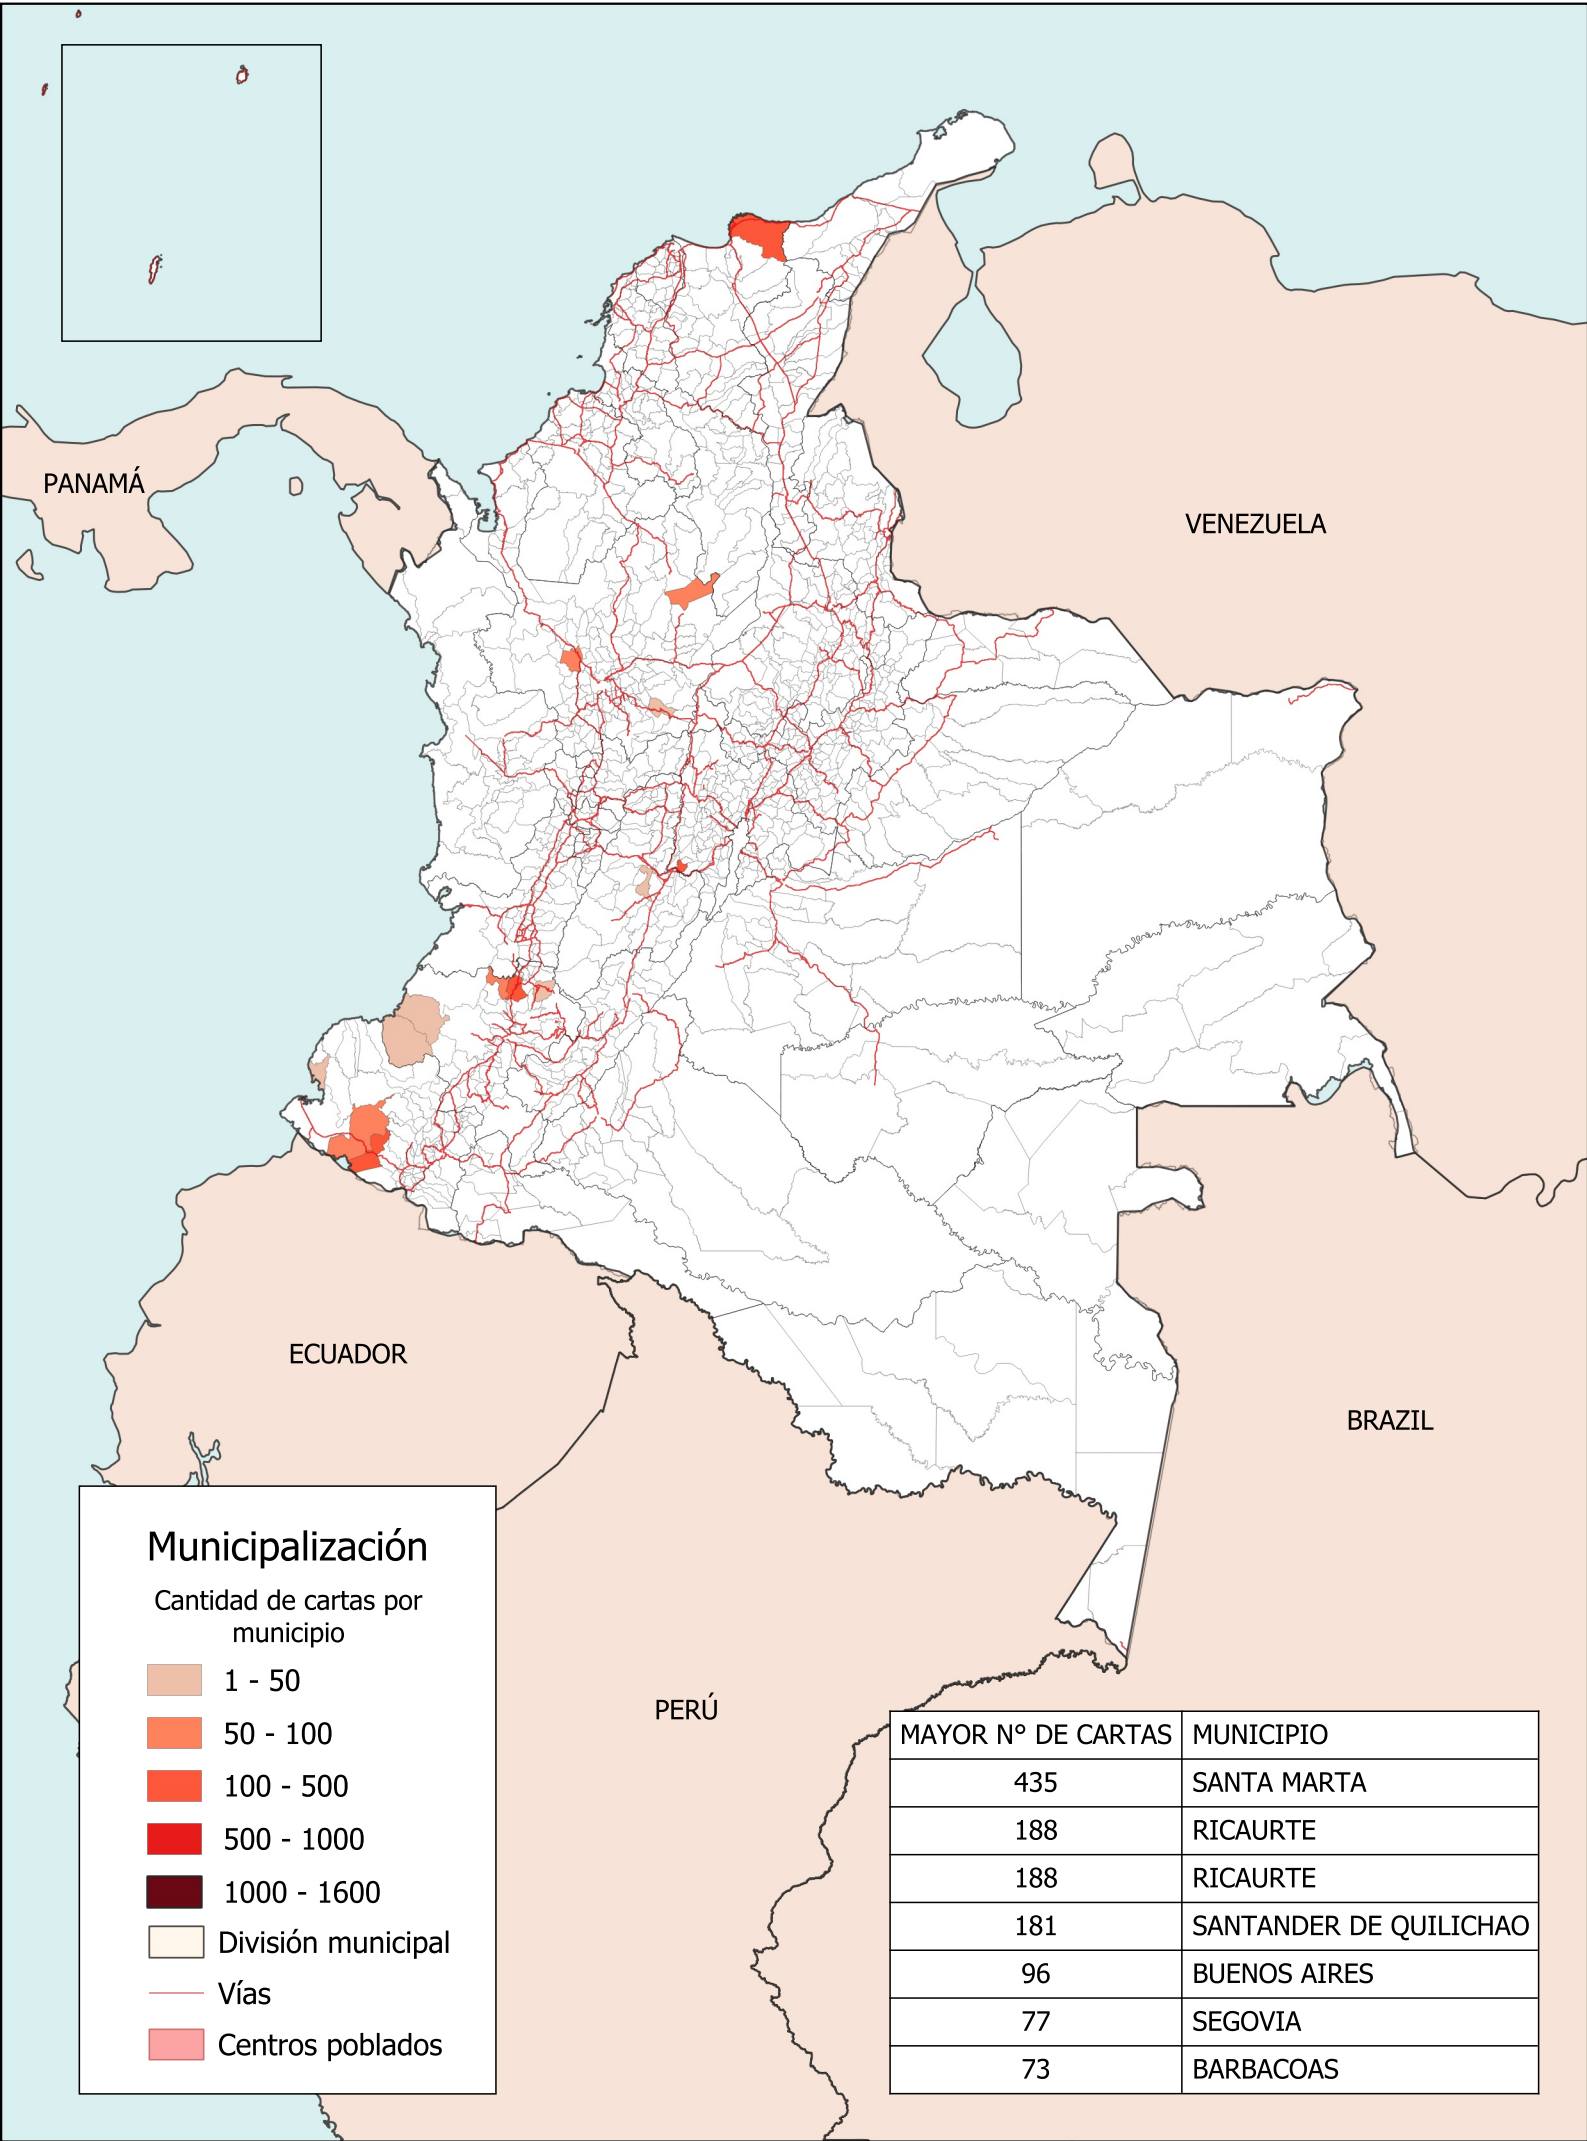 PANAMÁ
VENEZUELA
ECUADOR
BRAZIL
PERÚ
Municipalización
Cantidad de cartas por
municipio
1 - 50
50 - 100
100 - 500
500 - 1000
1000 - 1600
División municipal
Vías
Centros poblados
MAYOR N° DE CARTAS MUNICIPIO
435 SANTA MARTA
188 RICAURTE
188 RICAURTE
181 SANTANDER DE QUILICHAO
96 BUENOS AIRES
77 SEGOVIA
73 BARBACOAS